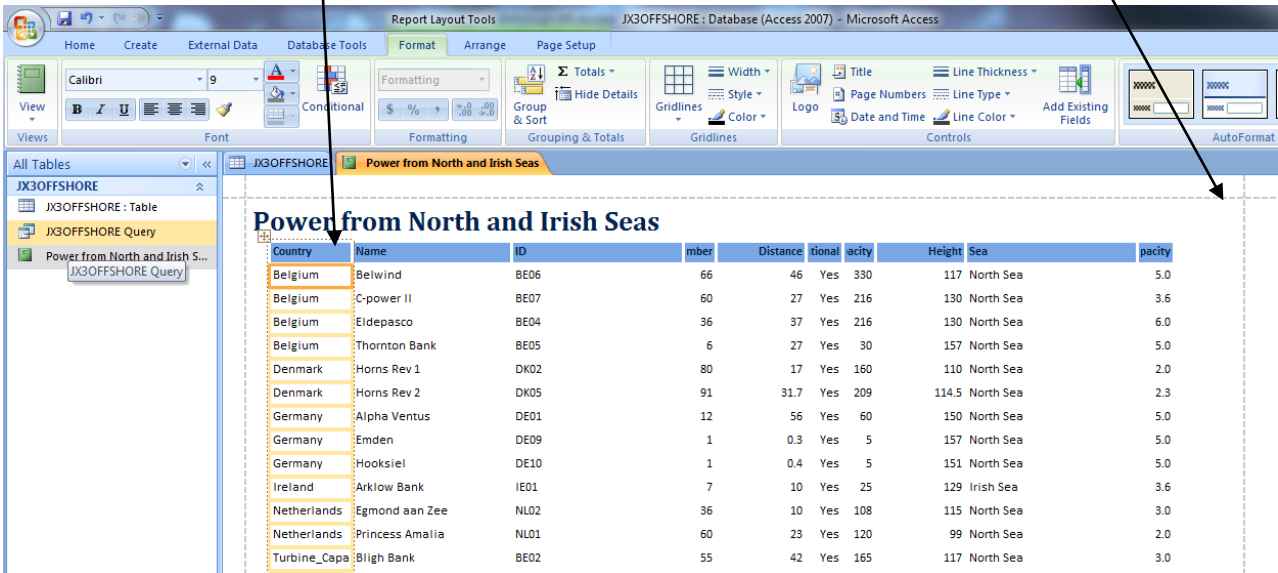 Report Layout Tools JX3OFFSHORE : Database (Access 2007) - Microsoft Access
Home Create External Data Database Tools Format Arrange Page Setup
Calibri 9 Formatting Σ Totals Width Title Line Thickness
View B I U Conditional $ % , Group & Sort Hide Details Gridlines Style Color Logo Page Numbers Date and Time Line Type Line Color Add Existing Fields
Views Font Formatting Grouping & Totals Gridlines Controls AutoFormat
All Tables JX3OFFSHORE Power from North and Irish Seas
JX3OFFSHORE
JX3OFFSHORE : Table
JX3OFFSHORE Query
Power from North and Irish S...
JX3OFFSHORE Query
Power from North and Irish Seas
Country Name ID mber Distance tional acity Height Sea pacity
Belgium Belwind BE06 66 46 Yes 330 117 North Sea 5.0
Belgium C-power II BE07 60 27 Yes 216 130 North Sea 3.6
Belgium Eldepasco BE04 36 37 Yes 216 130 North Sea 6.0
Belgium Thornton Bank BE05 6 27 Yes 30 157 North Sea 5.0
Denmark Horns Rev 1 DK02 80 17 Yes 160 110 North Sea 2.0
Denmark Horns Rev 2 DK05 91 31.7 Yes 209 114.5 North Sea 2.3
Germany Alpha Ventus DE01 12 56 Yes 60 150 North Sea 5.0
Germany Emden DE09 1 0.3 Yes 5 157 North Sea 5.0
Germany Hooksiel DE10 1 0.4 Yes 5 151 North Sea 5.0
Ireland Arklow Bank IE01 7 10 Yes 25 129 Irish Sea 3.6
Netherlands Egmond aan Zee NL02 36 10 Yes 108 115 North Sea 3.0
Netherlands Princess Amalia NL01 60 23 Yes 120 99 North Sea 2.0
Turbine_Capa Bligh Bank BE02 55 42 Yes 165 117 North Sea 3.0